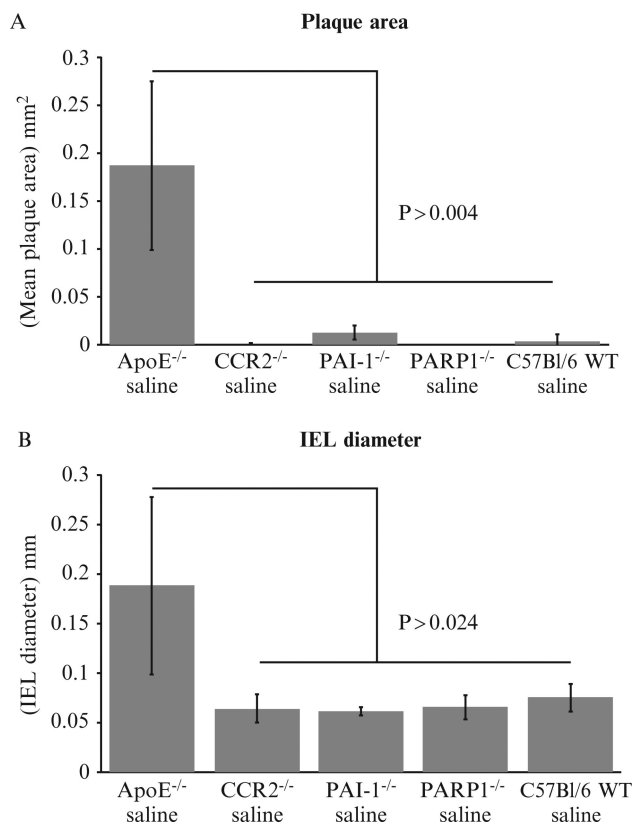 A
Plaque area
(Mean plaque area) mm²
0.3
0.25
0.2
0.15
0.1
0.05
0
P>0.004
ApoE⁻/⁻ CCR2⁻/⁻ PAI-1⁻/⁻ PARP1⁻/⁻ C57Bl/6 WT
saline saline saline saline saline
B
IEL diameter
(IEL diameter) mm
0.3
0.25
0.2
0.15
0.1
0.05
0
P>0.024
ApoE⁻/⁻ CCR2⁻/⁻ PAI-1⁻/⁻ PARP1⁻/⁻ C57Bl/6 WT
saline saline saline saline saline